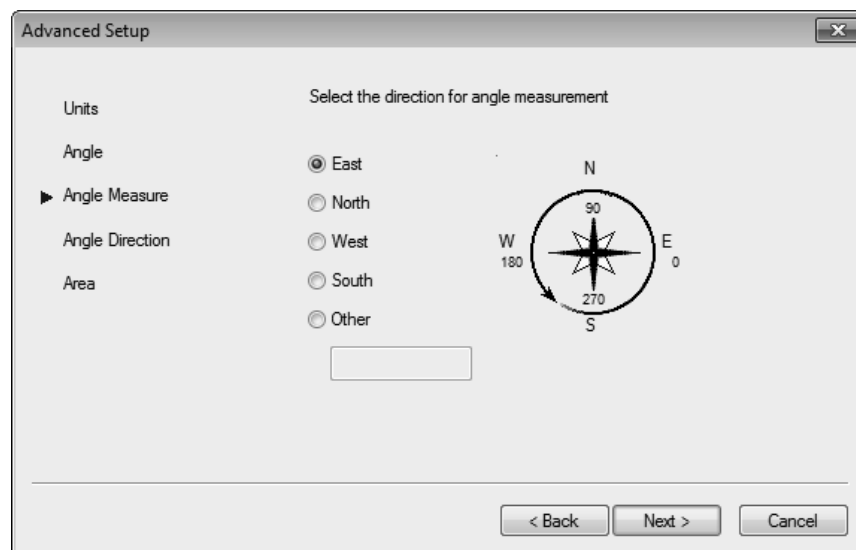 Advanced Setup
Units
Angle
Angle Measure
Angle Direction
Area
Select the direction for angle measurement
East
North
West
South
Other
N
90
W
180
E
0
270
S
< Back
Next >
Cancel